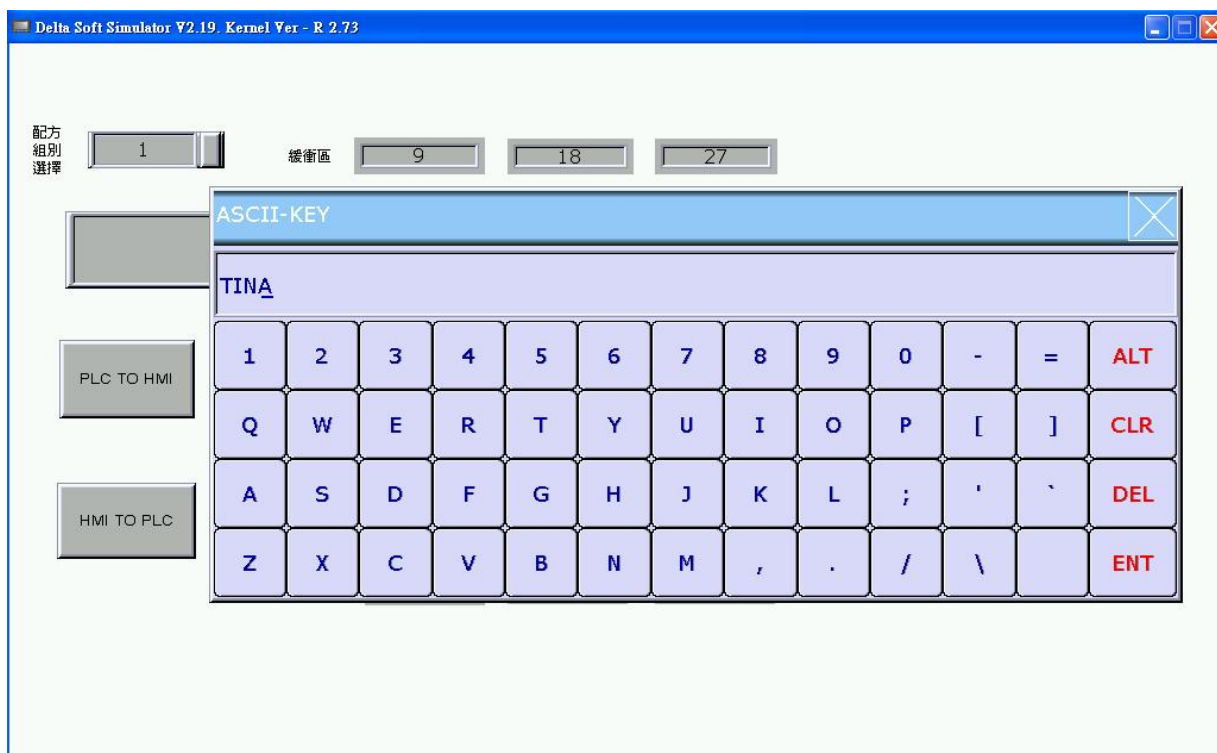 Delta Soft Simulator V2.19. Kernel Ver - R 2.73
配方
組別
選擇
1
緩衝區
9
18
27
ASCII-KEY
TINA
1 2 3 4 5 6 7 8 9 0 - = ALT
PLC TO HMI
Q W E R T Y U I O P [ ] CLR
A S D F G H J K L ; ' ` DEL
HMI TO PLC
Z X C V B N M , . / \ ENT